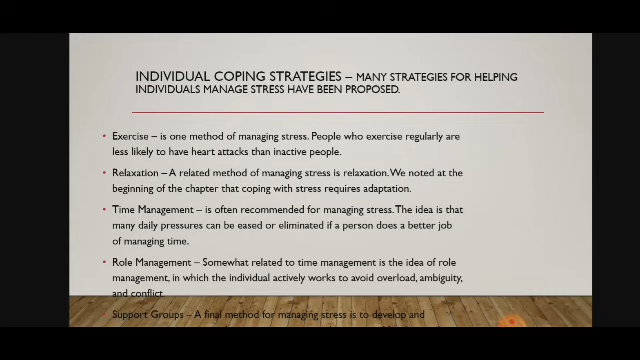 INDIVIDUAL COPING STRATEGIES – MANY STRATEGIES FOR HELPING
INDIVIDUALS MANAGE STRESS HAVE BEEN PROPOSED.
• Exercise – is one method of managing stress. People who exercise regularly are
less likely to have heart attacks than inactive people.
• Relaxation – A related method of managing stress is relaxation. We noted at the
beginning of the chapter that coping with stress requires adaptation.
• Time Management – is often recommended for managing stress. The idea is that
many daily pressures can be eased or eliminated if a person does a better job
of managing time.
• Role Management – Somewhat related to time management is the idea of role
management, in which the individual actively works to avoid overload, ambiguity,
and conflict.
Support Groups – A final method for managing stress is to develop and